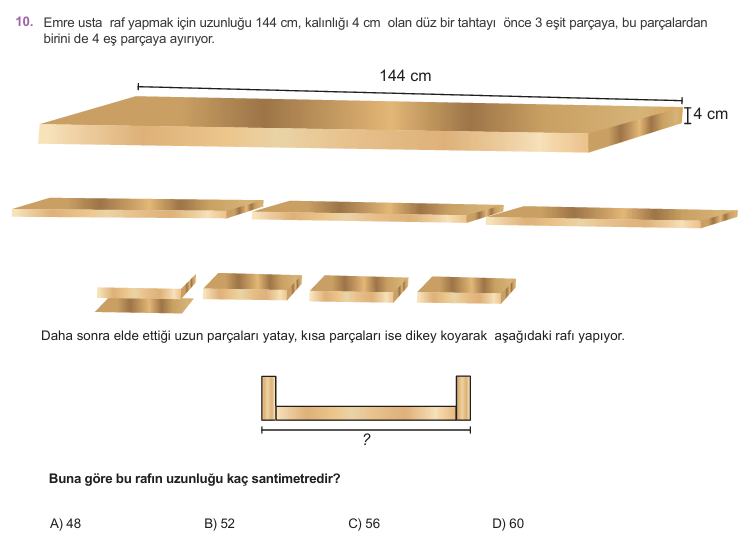 10. Emre usta raf yapmak için uzunluğu 144 cm, kalınlığı 4 cm olan düz bir tahtayı önce 3 eşit parçaya, bu parçalardan
birini de 4 eş parçaya ayırıyor.
144 cm
4 cm
Daha sonra elde ettiği uzun parçaları yatay, kısa parçaları ise dikey koyarak aşağıdaki rafı yapıyor.
?
Buna göre bu rafın uzunluğu kaç santimetredir?
A) 48 B) 52 C) 56 D) 60